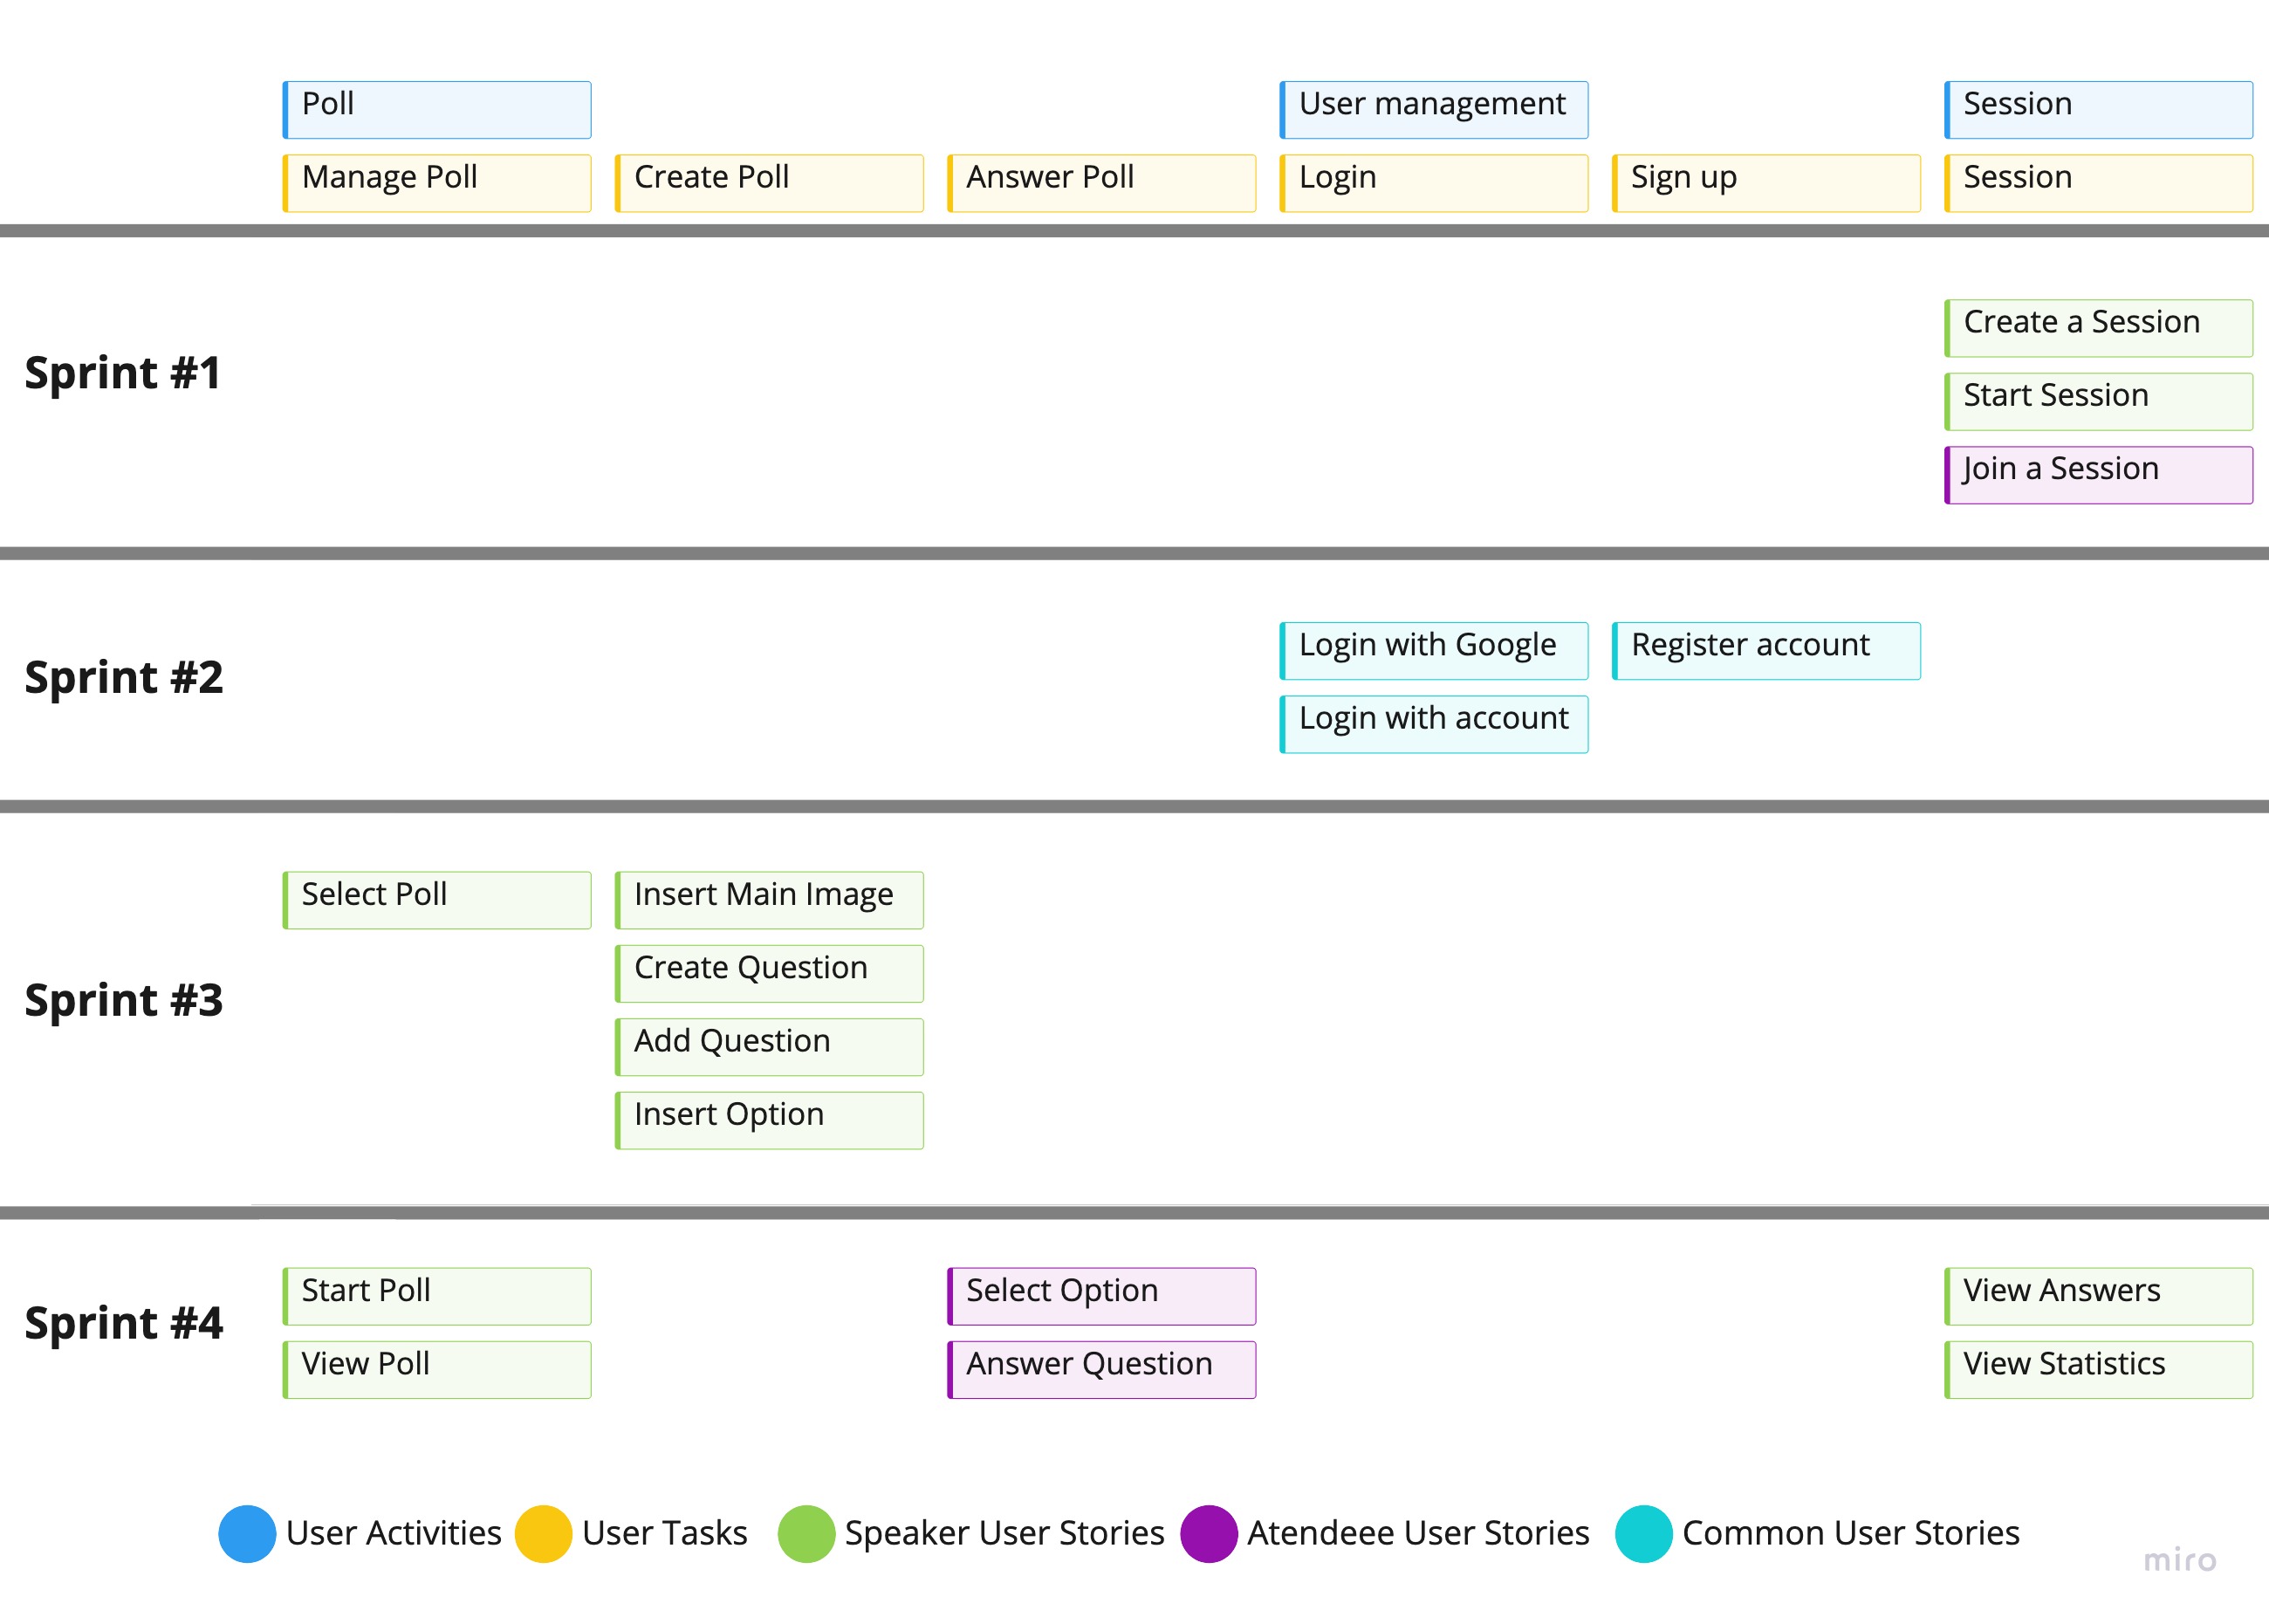 Poll
User management
Session
Manage Poll
Create Poll
Answer Poll
Login
Sign up
Session
Sprint #1
Create a Session
Start Session
Join a Session
Sprint #2
Login with Google
Register account
Login with account
Sprint #3
Select Poll
Insert Main Image
Create Question
Add Question
Insert Option
Sprint #4
Start Poll
Select Option
View Answers
View Poll
Answer Question
View Statistics
User Activities
User Tasks
Speaker User Stories
Atendeee User Stories
Common User Stories
miro